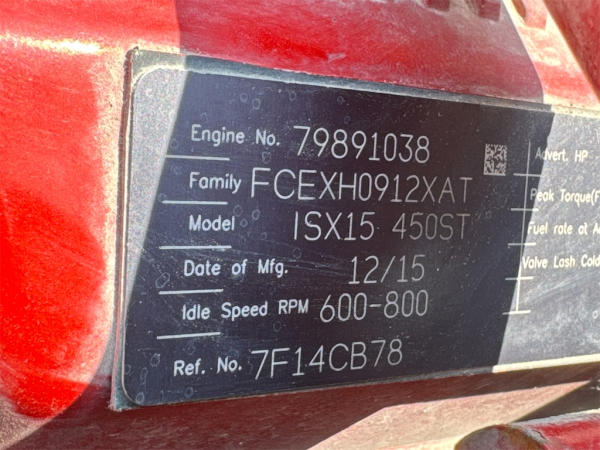 Engine No. 79891038
Family FCEXH0912XAT
Model ISX15 450ST
Date of Mfg. 12/15
Idle Speed RPM 600-800
Ref. No. 7F14CB78
Advert. HP
Peak Torque(F
Fuel rate at A
Valve Lash Cold